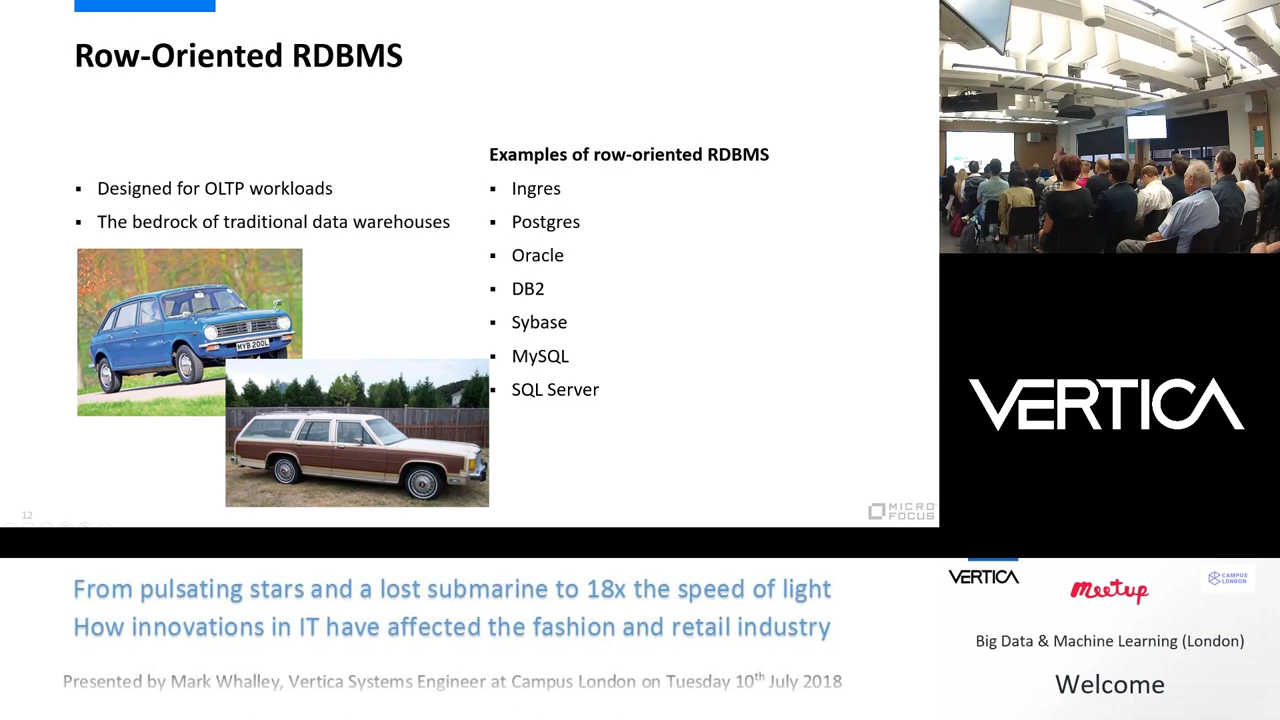 Row-Oriented RDBMS
▪ Designed for OLTP workloads
▪ The bedrock of traditional data warehouses
Examples of row-oriented RDBMS
▪ Ingres
▪ Postgres
▪ Oracle
▪ DB2
▪ Sybase
▪ MySQL
▪ SQL Server
MYB 200L
12
MICRO
FOCUS
VERTICA
From pulsating stars and a lost submarine to 18x the speed of light
How innovations in IT have affected the fashion and retail industry
Presented by Mark Whalley, Vertica Systems Engineer at Campus London on Tuesday 10th July 2018
VERTICA
meetup
CAMPUS
LONDON
Big Data & Machine Learning (London)
Welcome